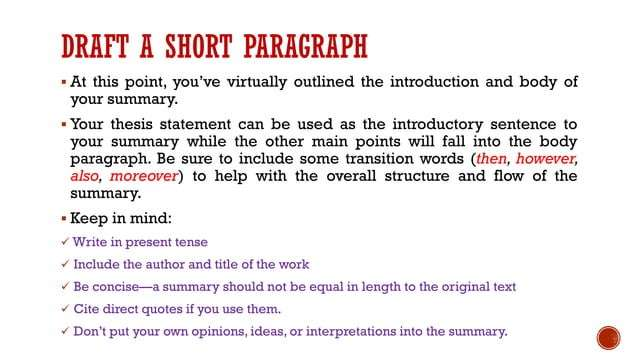 DRAFT A SHORT PARAGRAPH
▪ At this point, you've virtually outlined the introduction and body of
your summary.
▪ Your thesis statement can be used as the introductory sentence to
your summary while the other main points will fall into the body
paragraph. Be sure to include some transition words (then, however,
also, moreover) to help with the overall structure and flow of the
summary.
▪ Keep in mind:
✓ Write in present tense
✓ Include the author and title of the work
✓ Be concise—a summary should not be equal in length to the original text
✓ Cite direct quotes if you use them.
✓ Don't put your own opinions, ideas, or interpretations into the summary.